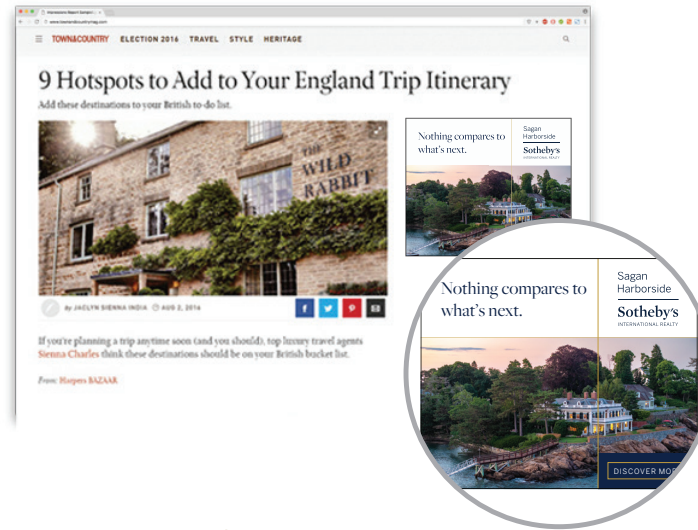 www.townandcountrymag.com
TOWN&COUNTRY ELECTION 2016 TRAVEL STYLE HERITAGE
9 Hotspots to Add to Your England Trip Itinerary
Add these destinations to your British to-do list.
THE
WILD
RABBIT
By JACLYN SIENNA INDIA AUG 2, 2016
If you're planning a trip anytime soon (and you should), top luxury travel agents
Sienna Charles think these destinations should be on your British bucket list.
From: Harpers BAZAAR
Nothing compares to
what's next.
Sagan
Harborside
Sotheby's
INTERNATIONAL REALTY
Nothing compares to
what's next.
Sagan
Harborside
Sotheby's
INTERNATIONAL REALTY
DISCOVER MO